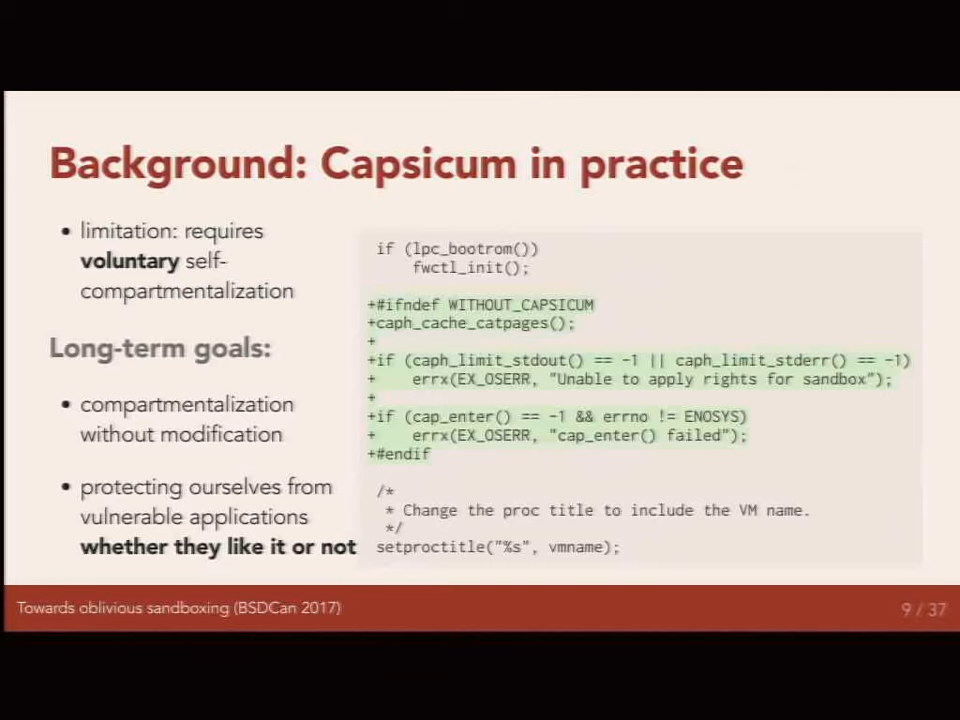 Background: Capsicum in practice
• limitation: requires
voluntary self-
compartmentalization
Long-term goals:
• compartmentalization
without modification
• protecting ourselves from
vulnerable applications
whether they like it or not
if (lpc_bootrom())
    fwctl_init();
+#ifndef WITHOUT_CAPSICUM
+caph_cache_catpages();
+
+if (caph_limit_stdout() == -1 || caph_limit_stderr() == -1)
+    errx(EX_OSERR, "Unable to apply rights for sandbox");
+
+if (cap_enter() == -1 && errno != ENOSYS)
+    errx(EX_OSERR, "cap_enter() failed");
+#endif
/*
 * Change the proc title to include the VM name.
 */
setproctitle("%s", vmname);
Towards oblivious sandboxing (BSDCan 2017)
9 / 37